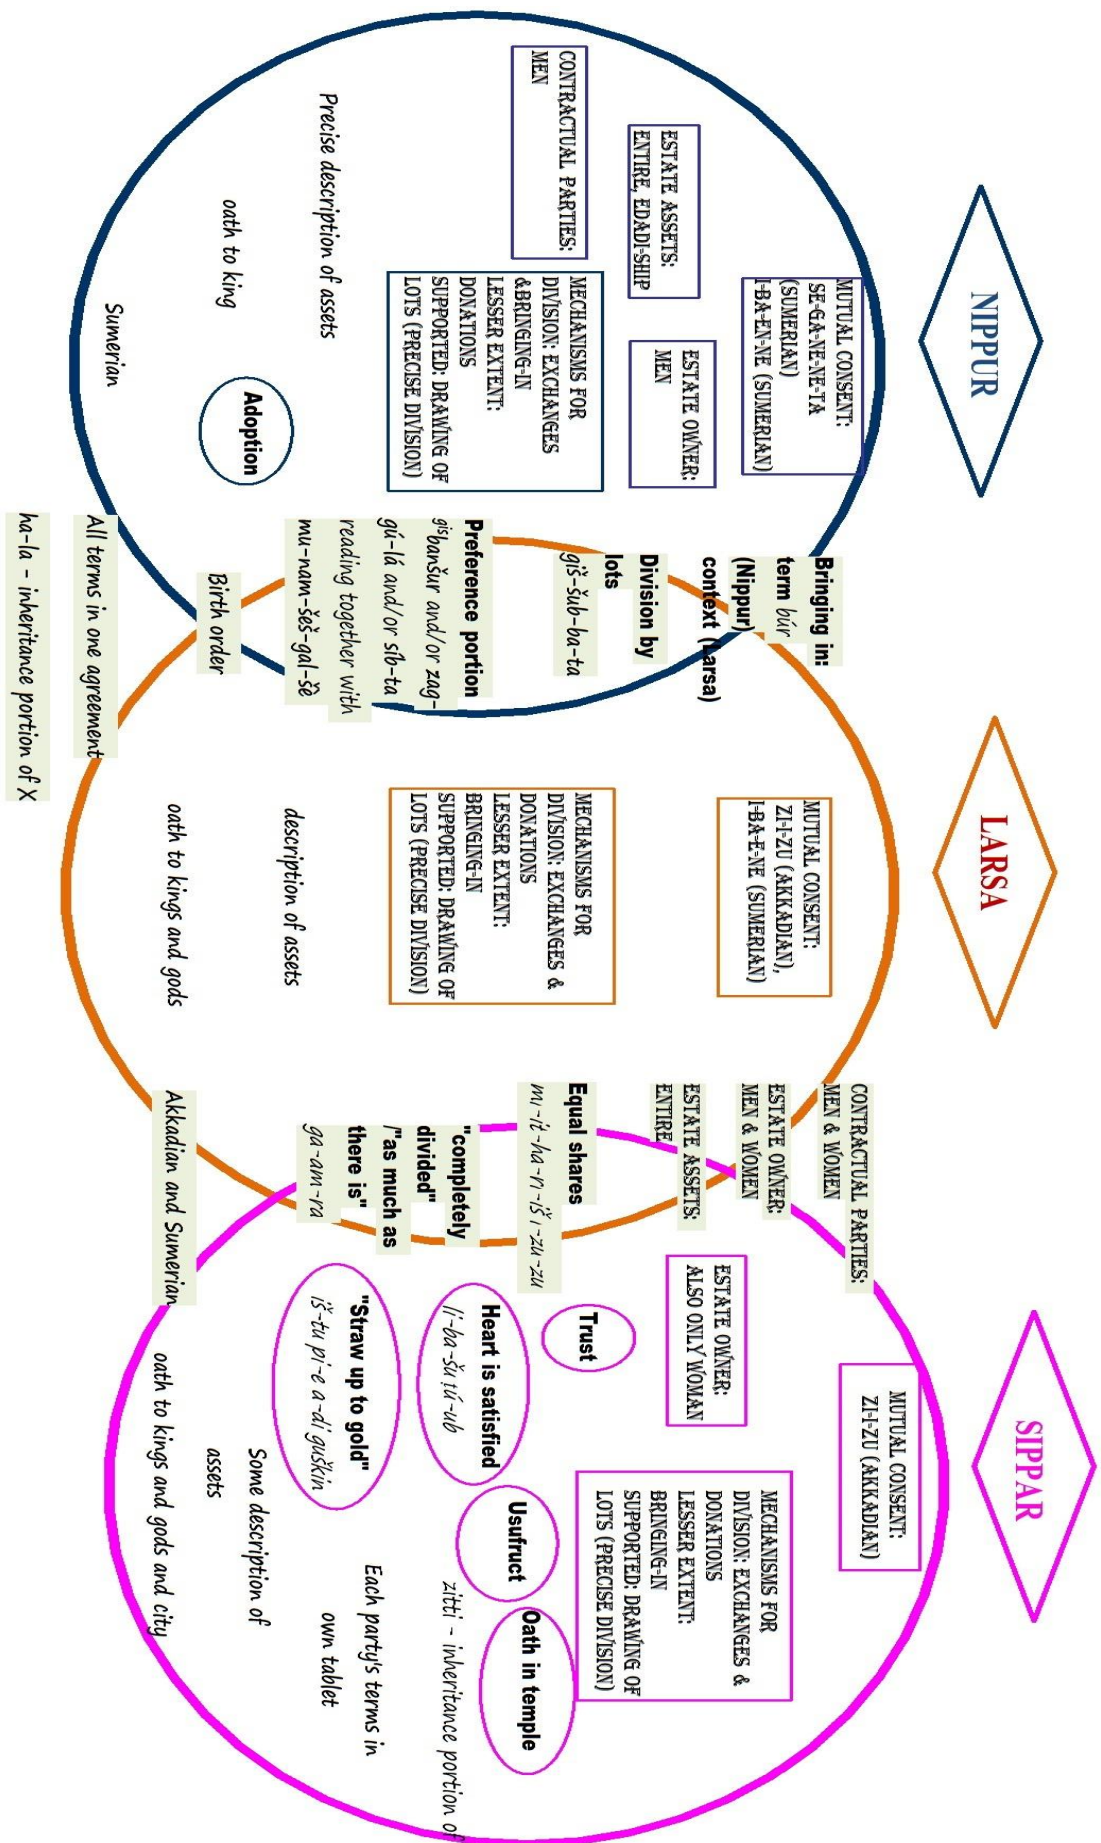 NIPPUR
MUTUAL CONSENT:
SE-GA-NE-NE-TA
(SUMERIAN)
I-BA-EN-NE (SUMERIAN)
ESTATE ASSETS:
ENTIRE, EDADI-SHIP
ESTATE OWNER:
MEN
CONTRACTUAL PARTIES:
MEN
MECHANISMS FOR
DIVISION: EXCHANGES
&BRINGING-IN
LESSER EXTENT:
DONATIONS
SUPPORTED: DRAWING OF
LOTS (PRECISE DIVISION)
Precise description of assets
oath to king
Adoption
Sumerian
Bringing in:
term búr
(Nippur)
context (Larsa)
Division by
lots
giš-šub-ba-ta
Preference portion
gišbanšur and/or zag-
gú-lá and/or síb-ta
reading together with
mu-nam-šeš-gal-šè
Birth order
All terms in one agreement
ha-la - inheritance portion of X
LARSA
MUTUAL CONSENT:
ZI-I-ZU (AKKADIAN),
I-BA-E-NE (SUMERIAN)
MECHANISMS FOR
DIVISION: EXCHANGES &
DONATIONS
LESSER EXTENT:
BRINGING-IN
SUPPORTED: DRAWING OF
LOTS (PRECISE DIVISION)
description of assets
oath to kings and gods
CONTRACTUAL PARTIES:
MEN & WOMEN
ESTATE OWNER:
MEN & WOMEN
ESTATE ASSETS:
ENTIRE
Equal shares
mi-it-ha-ri-iš i-zu-zu
"completely
divided"
/"as much as
there is"
ga-am-ra
Akkadian and Sumerian
SIPPAR
MUTUAL CONSENT:
ZI-I-ZU (AKKADIAN)
ESTATE OWNER:
ALSO ONLY WOMAN
MECHANISMS FOR
DIVISION: EXCHANGES &
DONATIONS
LESSER EXTENT:
BRINGING-IN
SUPPORTED: DRAWING OF
LOTS (PRECISE DIVISION)
Trust
Heart is satisfied
li-ba-šu ṭú-ub
Usufruct
Oath in temple
"Straw up to gold"
iš-tu pi-e a-di guškin
zitti - inheritance portion of
Each party's terms in
own tablet
Some description of
assets
oath to kings and gods and city